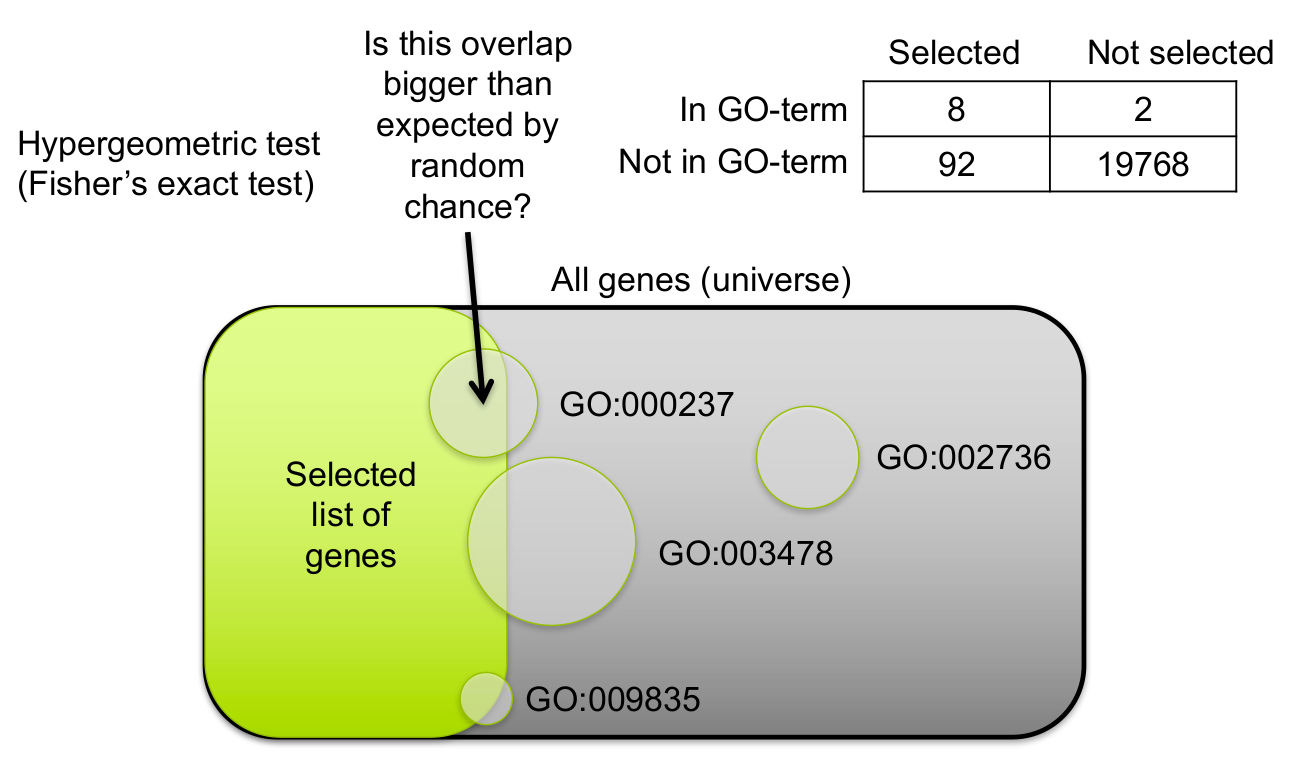 Hypergeometric test
(Fisher's exact test)
Is this overlap
bigger than
expected by
random
chance?
Selected Not selected
In GO-term 8 2
Not in GO-term 92 19768
All genes (universe)
GO:000237
GO:002736
Selected
list of
genes
GO:003478
GO:009835